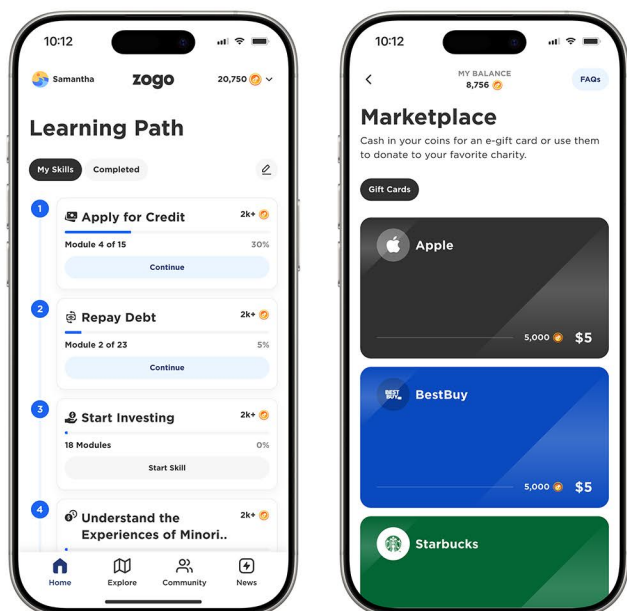 10:12
Samantha
zogo
20,750
Learning Path
My Skills
Completed
1
Apply for Credit
2k+
Module 4 of 15
30%
Continue
2
Repay Debt
2k+
Module 2 of 23
5%
Continue
3
Start Investing
2k+
18 Modules
0%
Start Skill
4
Understand the
Experiences of Minori..
2k+
Home
Explore
Community
News
10:12
MY BALANCE
8,756
FAQs
Marketplace
Cash in your coins for an e-gift card or use them
to donate to your favorite charity.
Gift Cards
Apple
5,000
$5
BEST
BUY
BestBuy
5,000
$5
Starbucks